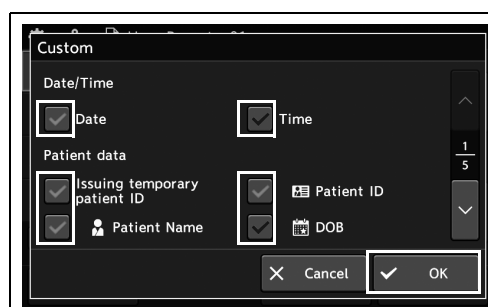 Custom
Date/Time
Date Time
Patient data
Issuing temporary
patient ID
Patient ID
Patient Name DOB
1
5
Cancel OK